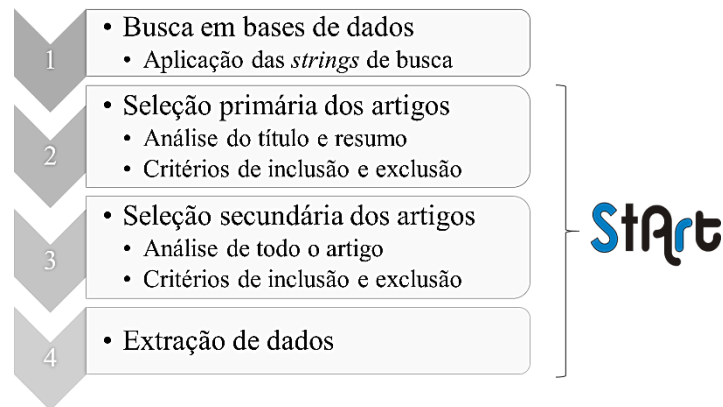 1
• Busca em bases de dados
• Aplicação das strings de busca
2
• Seleção primária dos artigos
• Análise do título e resumo
• Critérios de inclusão e exclusão
3
• Seleção secundária dos artigos
• Análise de todo o artigo
• Critérios de inclusão e exclusão
4
• Extração de dados
StArt